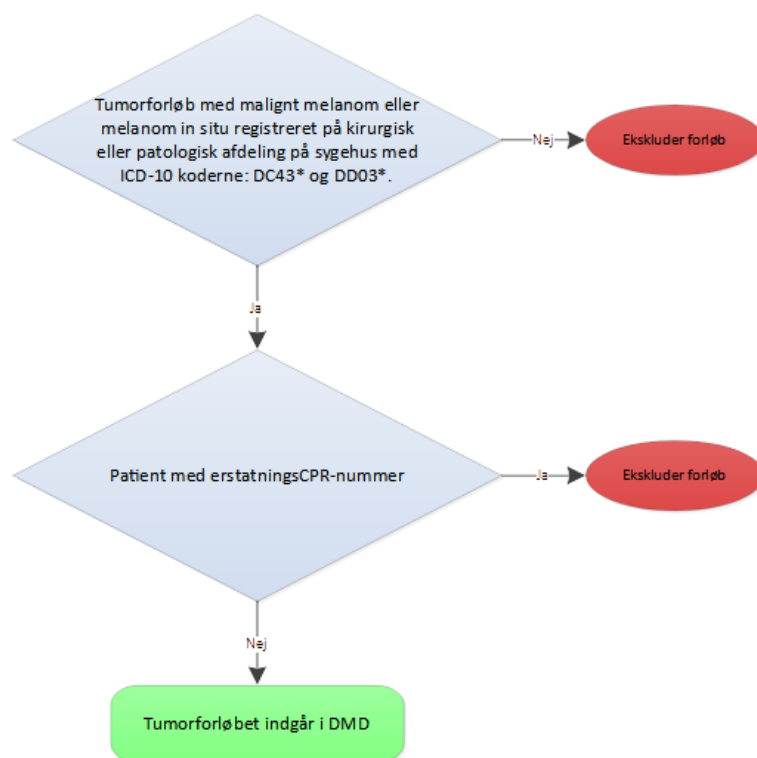 Tumorforløb med malignt melanom eller
melanom in situ registreret på kirurgisk
eller patologisk afdeling på sygehus med
ICD-10 koderne: DC43* og DD03*.
Nej
Ekskluder forløb
Ja
Patient med erstatningsCPR-nummer
Ja
Ekskluder forløb
Nej
Tumorforløbet indgår i DMD